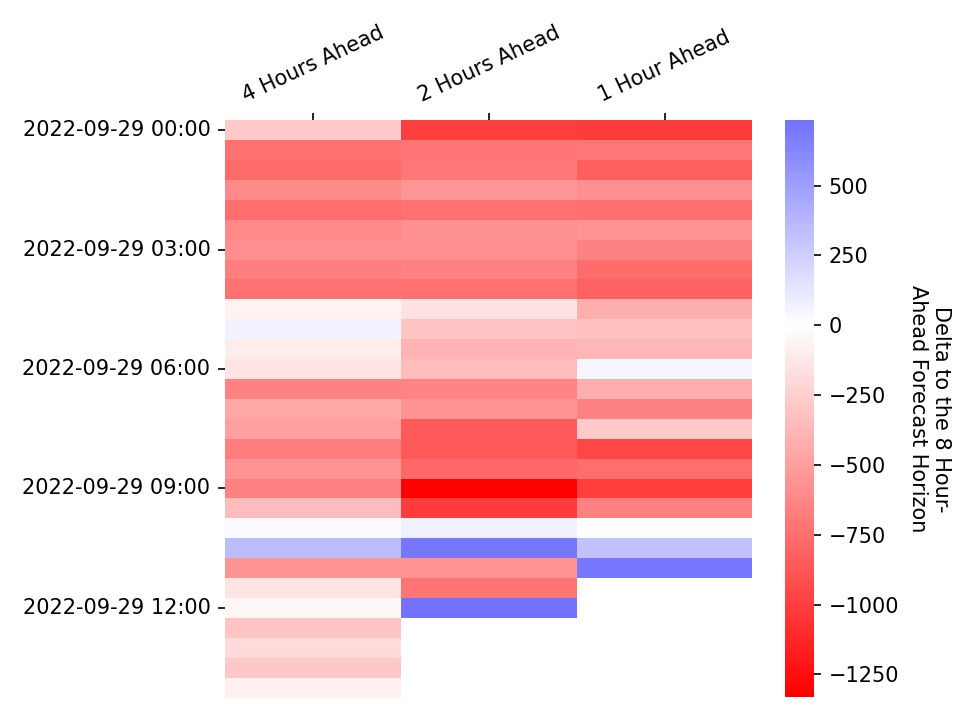 4 Hours Ahead
2 Hours Ahead
1 Hour Ahead
2022-09-29 00:00
2022-09-29 03:00
2022-09-29 06:00
2022-09-29 09:00
2022-09-29 12:00
500
250
0
−250
−500
−750
−1000
−1250
Delta to the 8 Hour-
Ahead Forecast Horizon